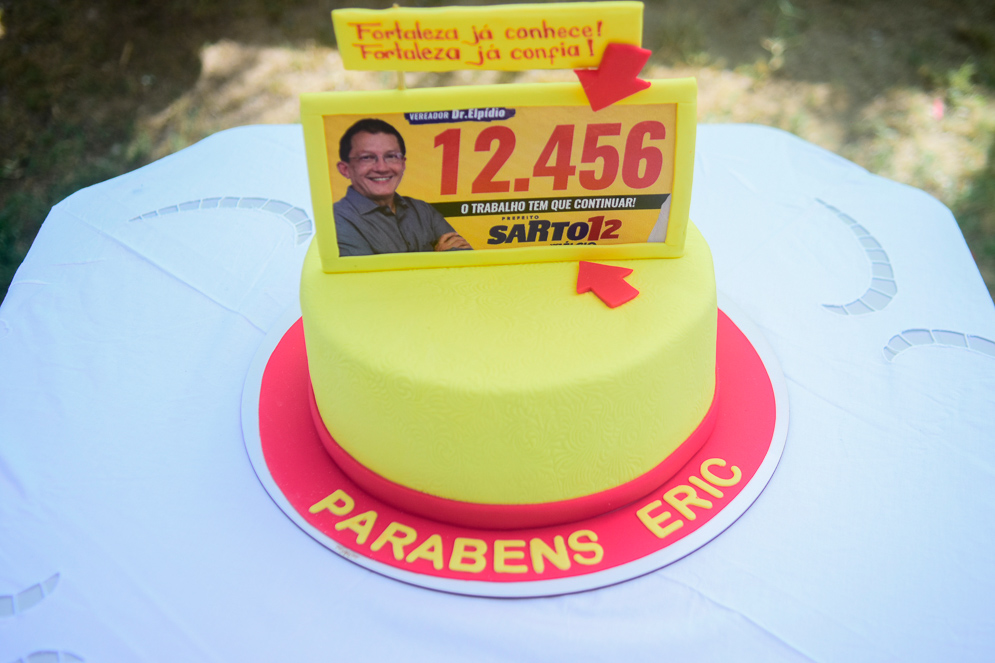 Fortaleza já conhece!
Fortaleza já confia!
VEREADOR Dr.Elpídio
12.456
O TRABALHO TEM QUE CONTINUAR!
PREFEITO
SARTO12
PARABENS ERIC